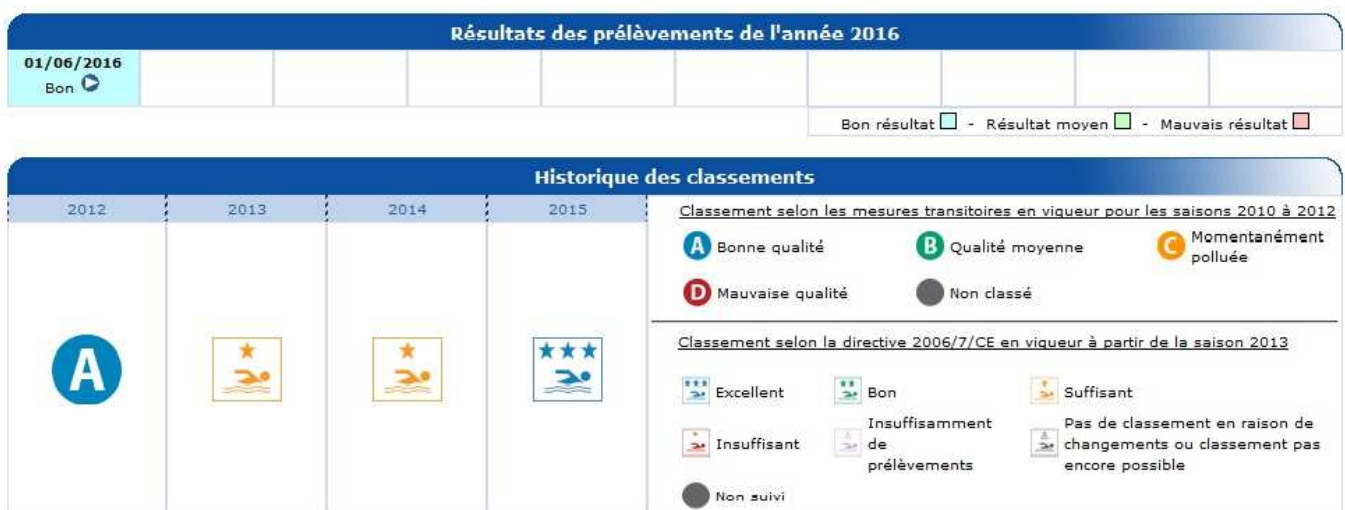 Résultats des prélèvements de l'année 2016
01/06/2016
Bon
Bon résultat - Résultat moyen - Mauvais résultat
Historique des classements
2012 2013 2014 2015
Classement selon les mesures transitoires en vigueur pour les saisons 2010 à 2012
A Bonne qualité
B Qualité moyenne
C Momentanément
polluée
D Mauvaise qualité
Non classé
A
Classement selon la directive 2006/7/CE en vigueur à partir de la saison 2013
Excellent
Bon
Suffisant
Insuffisant
Insuffisamment
de
prélèvements
Pas de classement en raison de
changements ou classement pas
encore possible
Non suivi